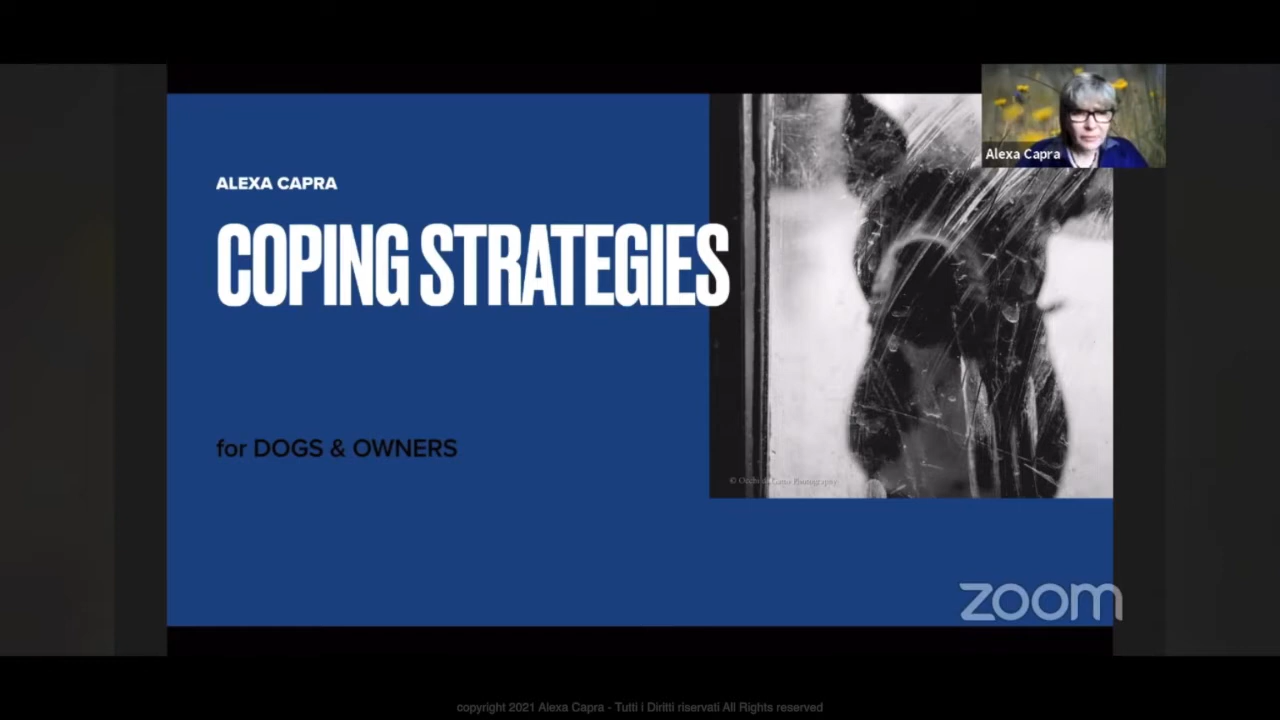 Alexa Capra
ALEXA CAPRA
COPING STRATEGIES
for DOGS & OWNERS
zoom
copyright 2021 Alexa Capra - Tutti i Diritti riservati All Rights reserved